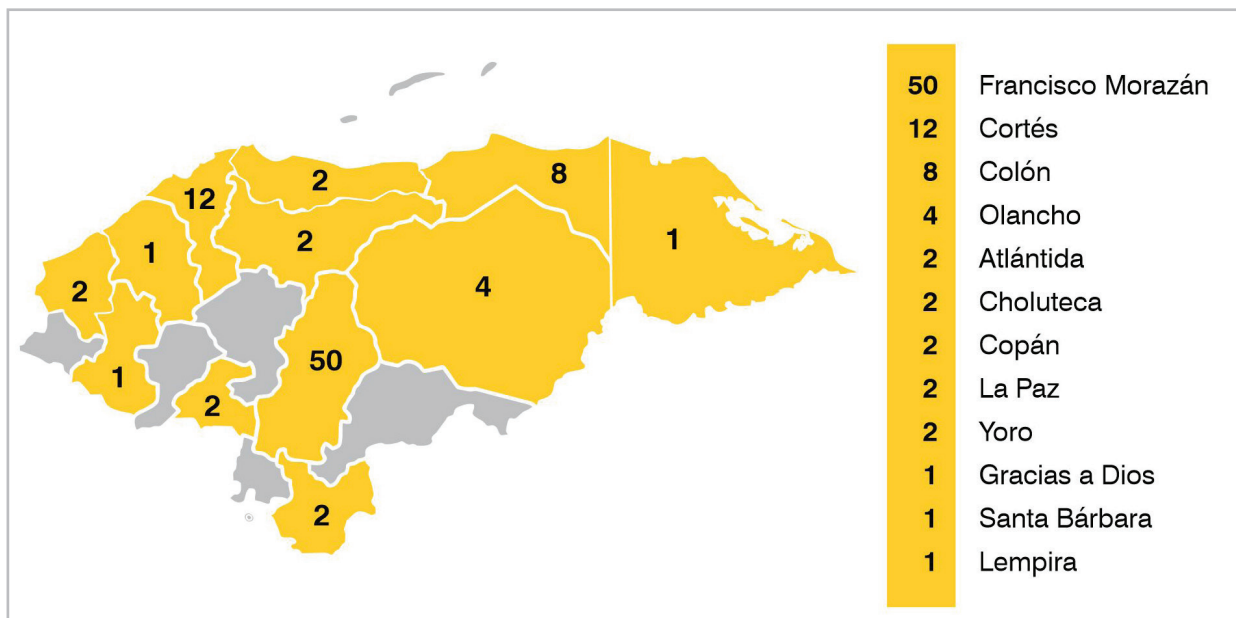 2
8
12
2
1
1
2
4
50
1
2
2
50 Francisco Morazán
12 Cortés
8 Colón
4 Olancho
2 Atlántida
2 Choluteca
2 Copán
2 La Paz
2 Yoro
1 Gracias a Dios
1 Santa Bárbara
1 Lempira